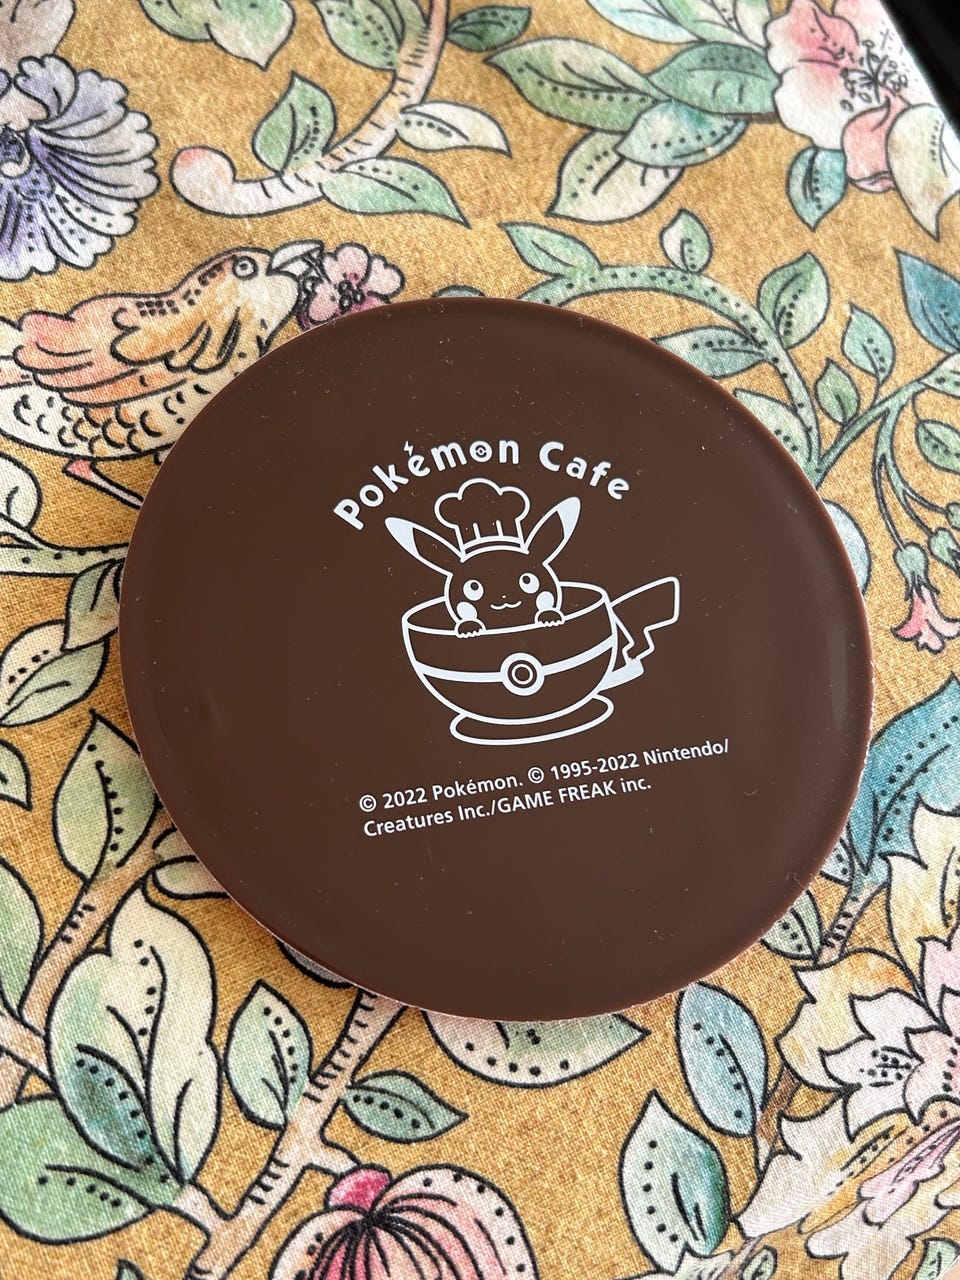 Pokémon Cafe
© 2022 Pokémon. © 1995-2022 Nintendo/
Creatures Inc./GAME FREAK inc.